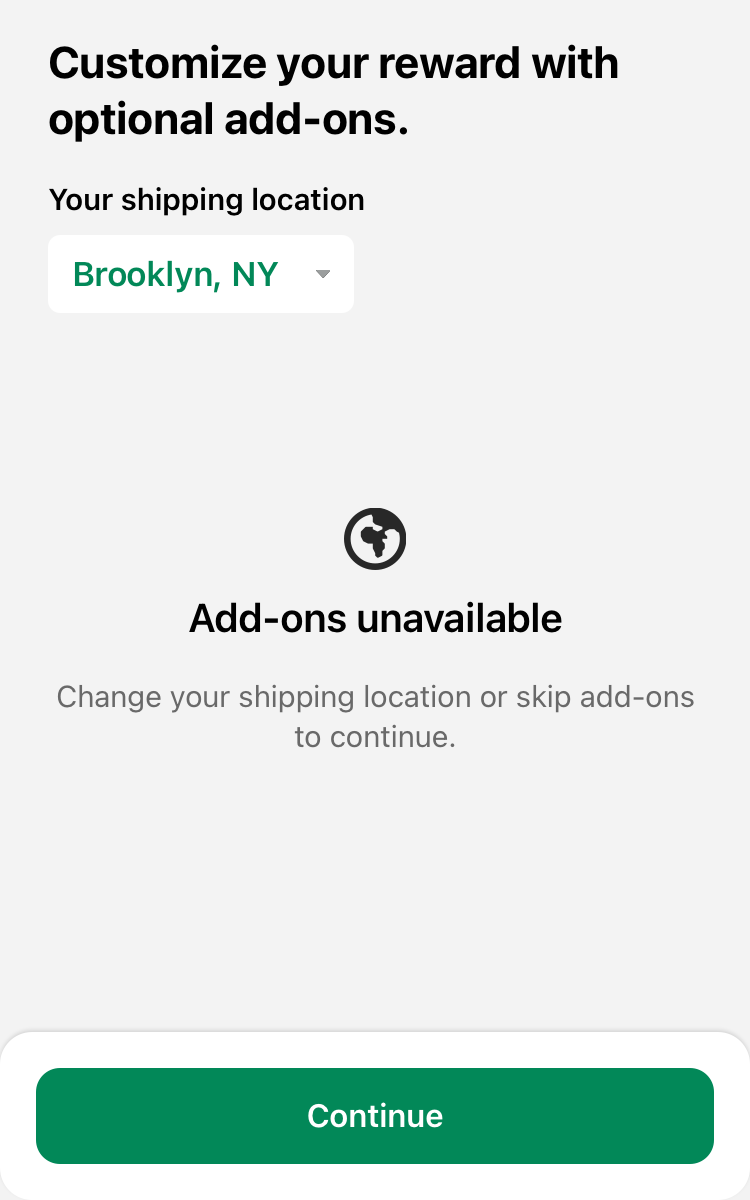 Customize your reward with
optional add-ons.
Your shipping location
Brooklyn, NY
Add-ons unavailable
Change your shipping location or skip add-ons
to continue.
Continue